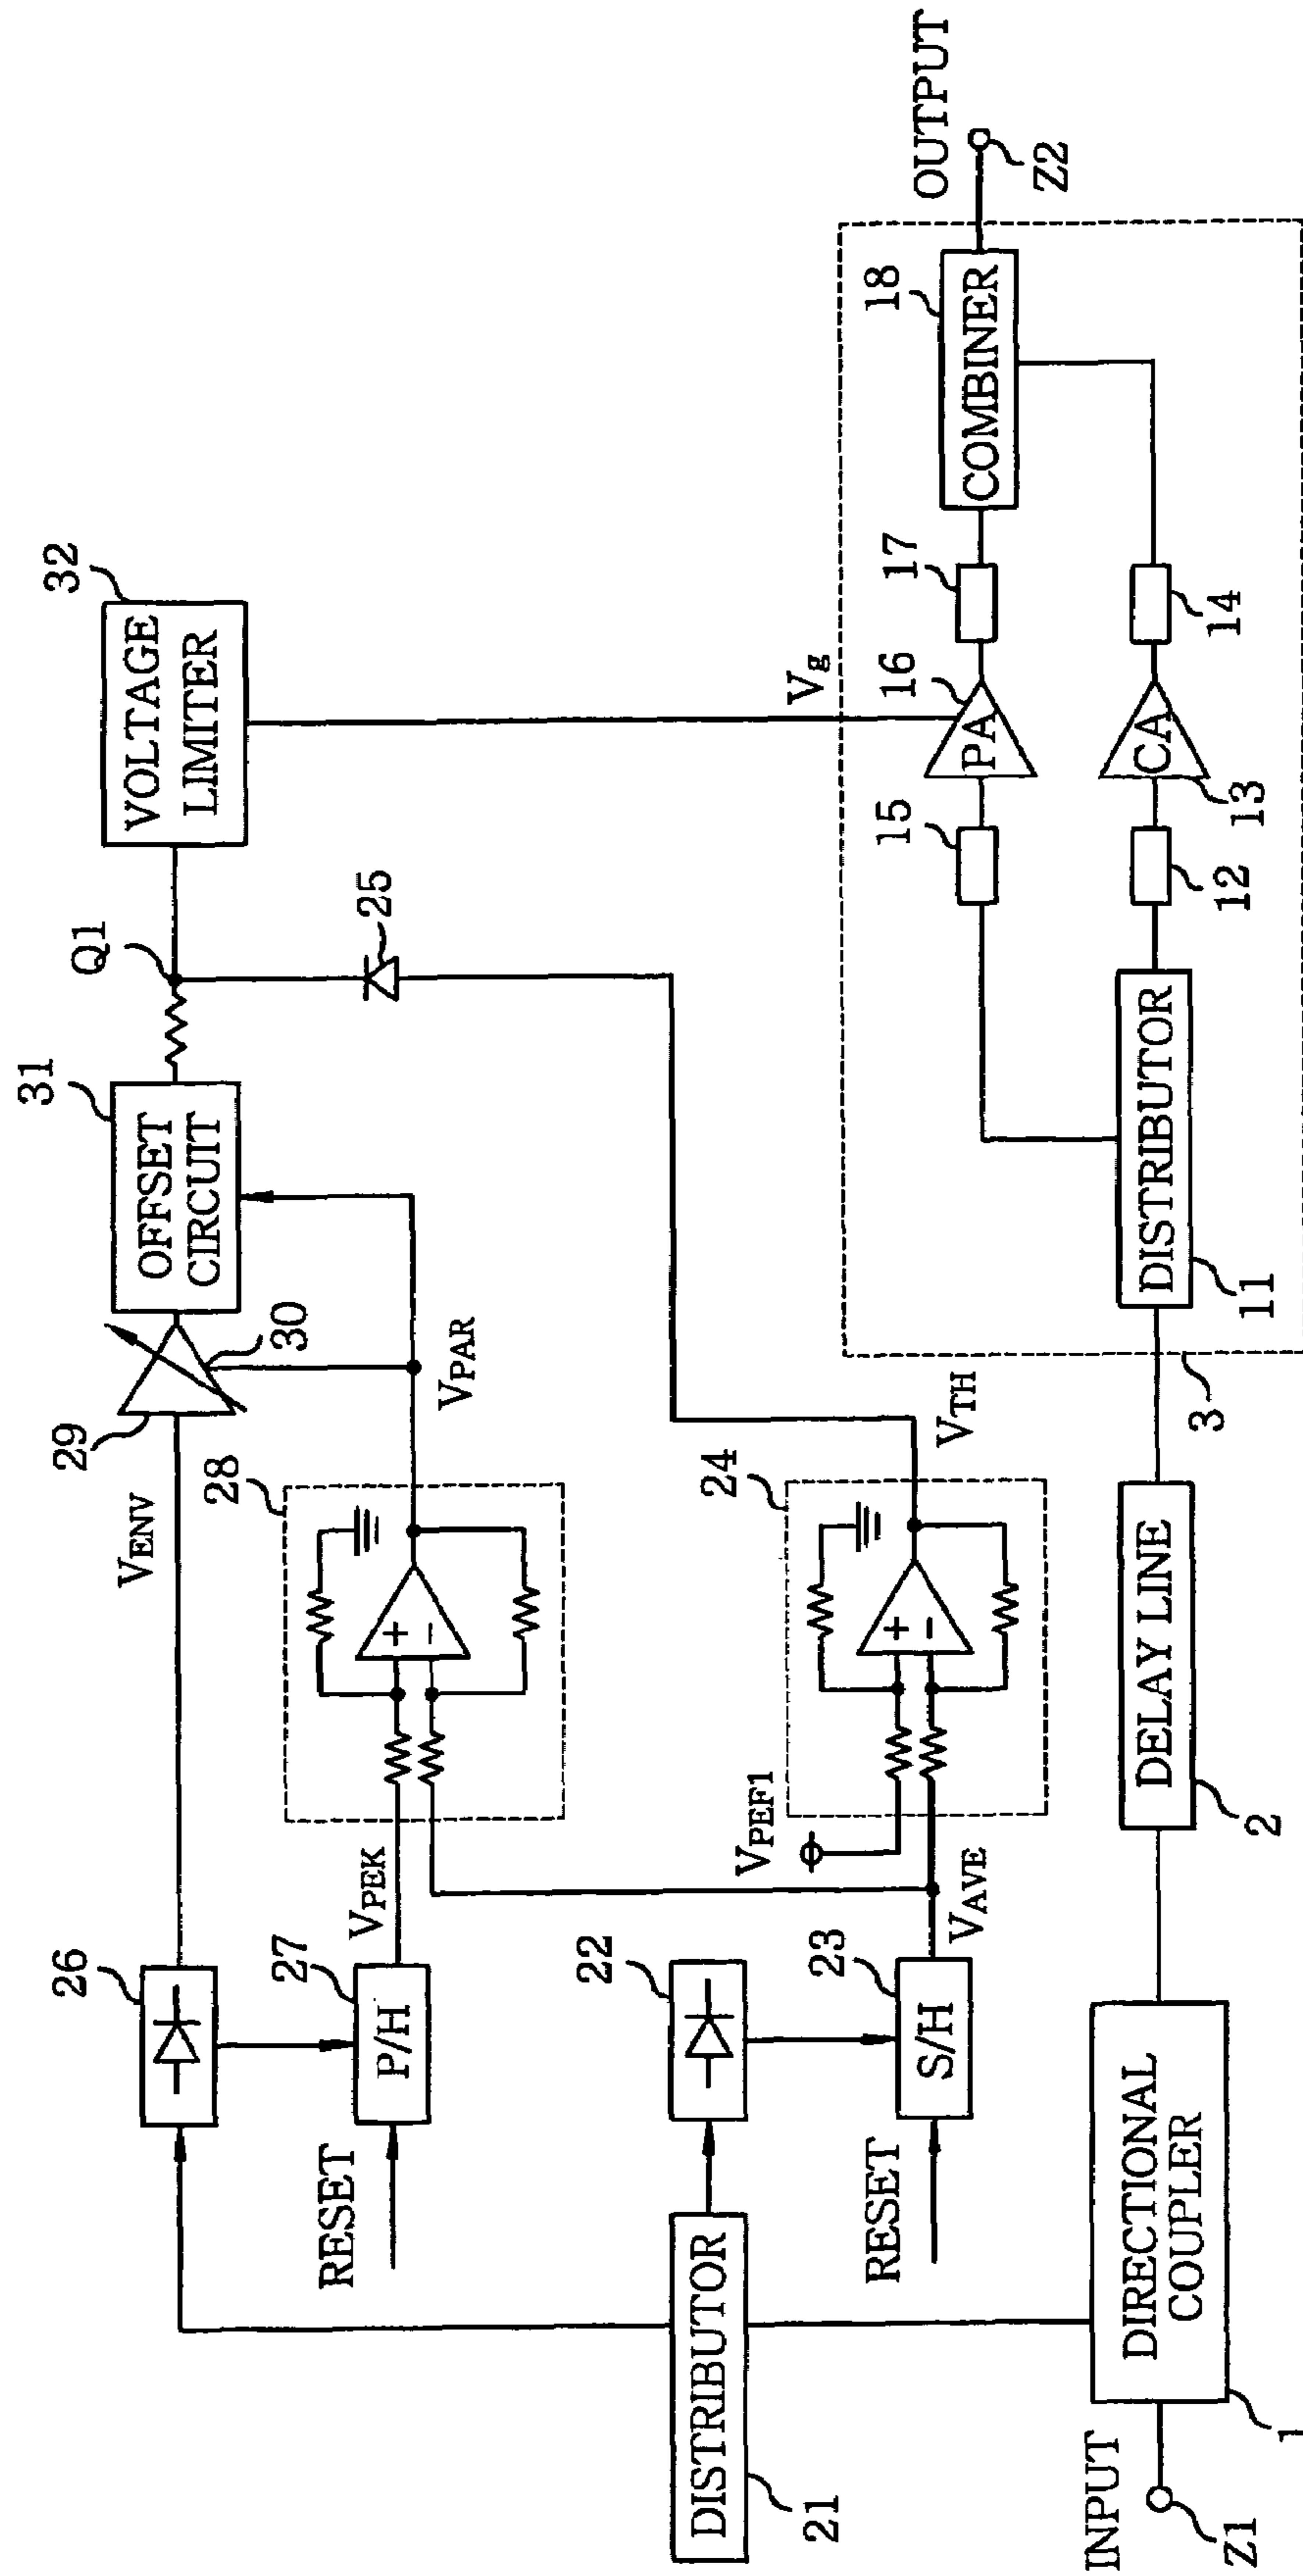 INPUT
Z1
DIRECTIONAL
COUPLER
1
DISTRIBUTOR
21
26
RESET
P/H
27
22
RESET
S/H
23
VENV
VPEK
VPEF1
VAVE
28
+
−
24
+
−
29
30
VPAR
VTH
OFFSET
CIRCUIT
31
Q1
25
VOLTAGE
LIMITER
32
Vg
DELAY LINE
2
3
DISTRIBUTOR
11
12
CA
13
14
15
PA
16
17
COMBINER
18
OUTPUT
Z2